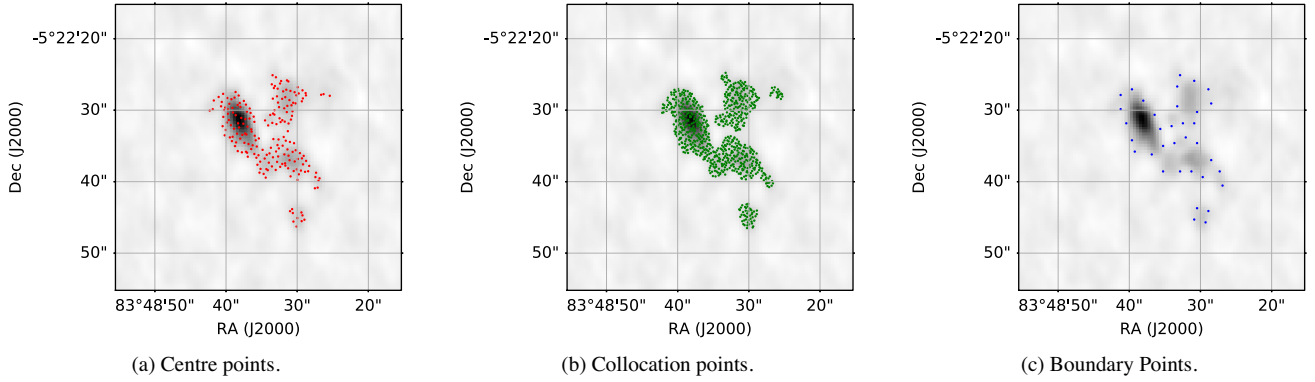 -5°22'20"
30"
40"
50"
Dec (J2000)
83°48'50" 40" 30" 20"
RA (J2000)
(a) Centre points.
-5°22'20"
30"
40"
50"
Dec (J2000)
83°48'50" 40" 30" 20"
RA (J2000)
(b) Collocation points.
-5°22'20"
30"
40"
50"
Dec (J2000)
83°48'50" 40" 30" 20"
RA (J2000)
(c) Boundary Points.